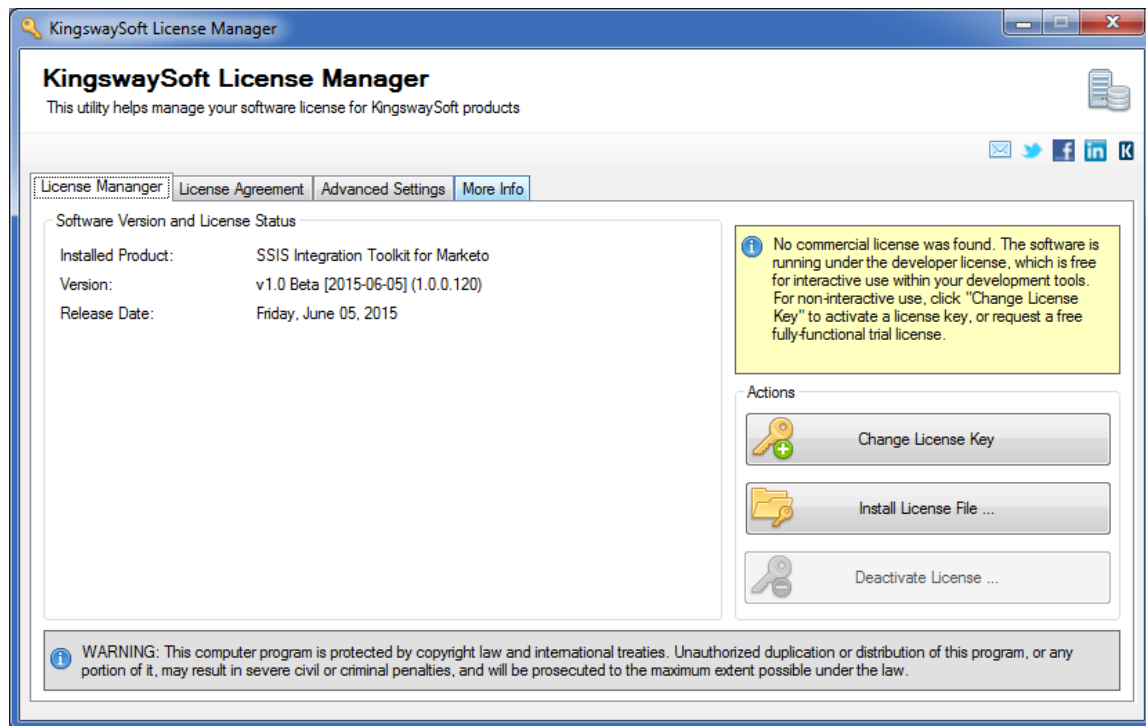 KingswaySoft License Manager
KingswaySoft License Manager
This utility helps manage your software license for KingswaySoft products
License Mananger
License Agreement
Advanced Settings
More Info
Software Version and License Status
Installed Product: SSIS Integration Toolkit for Marketo
Version: v1.0 Beta [2015-06-05] (1.0.0.120)
Release Date: Friday, June 05, 2015
No commercial license was found. The software is
running under the developer license, which is free
for interactive use within your development tools.
For non-interactive use, click "Change License
Key" to activate a license key, or request a free
fully-functional trial license.
Actions
Change License Key
Install License File ...
Deactivate License ...
WARNING: This computer program is protected by copyright law and international treaties. Unauthorized duplication or distribution of this program, or any
portion of it, may result in severe civil or criminal penalties, and will be prosecuted to the maximum extent possible under the law.